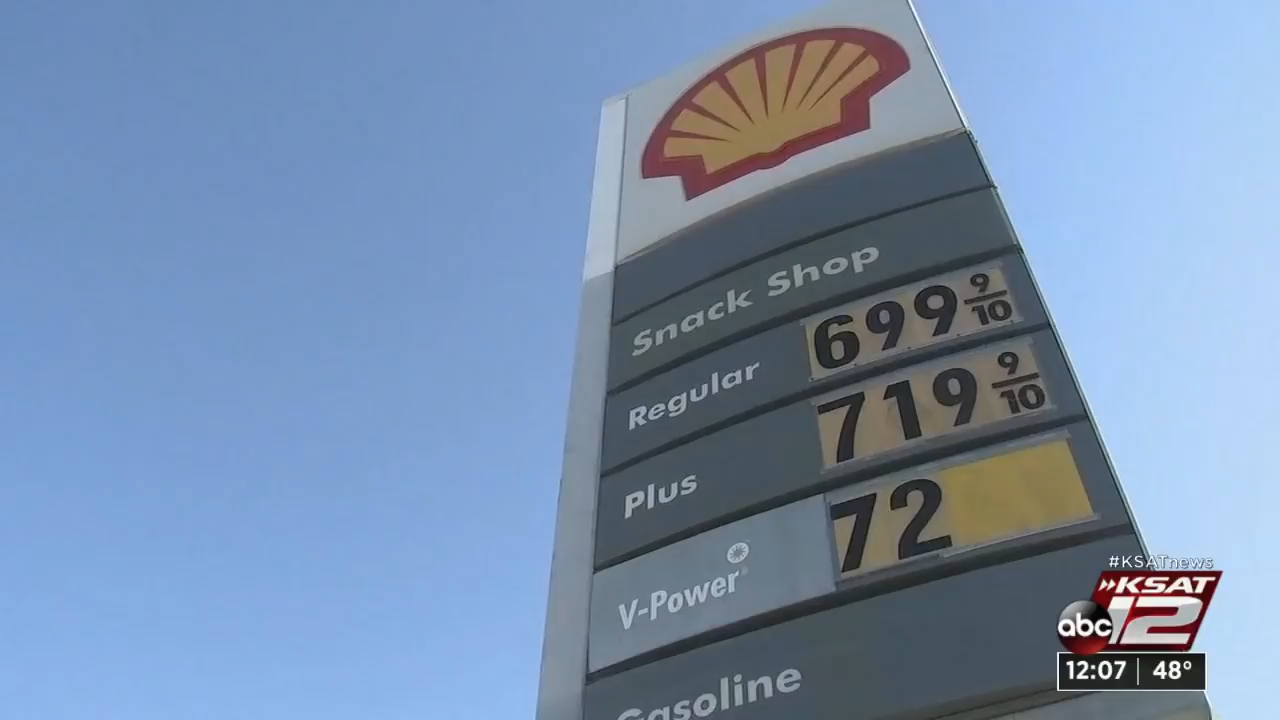 Snack Shop
Regular 699 9/10
Plus 719 9/10
V-Power 72
Gasoline
#KSATnews
KSAT
abc 12
12:07 48°